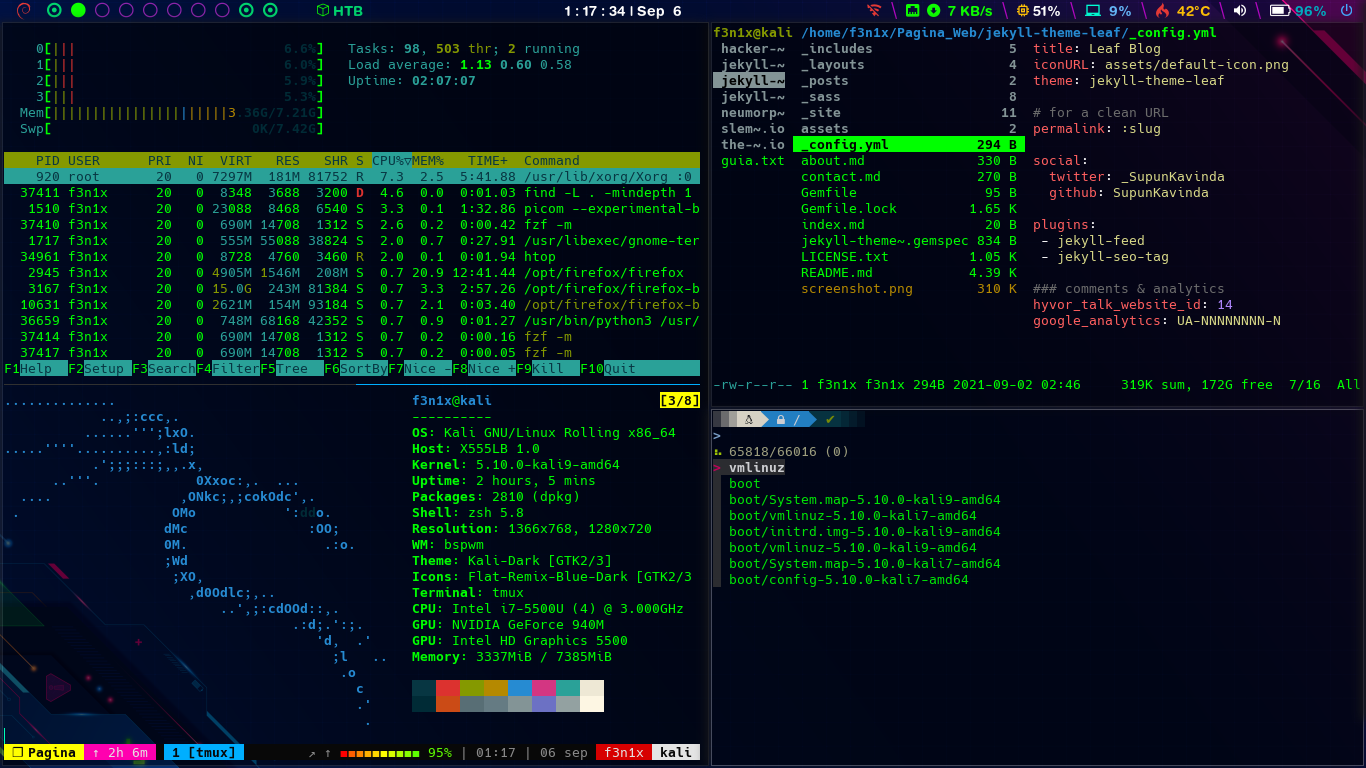 HTB
1:17:34 | Sep 6
7 KB/s
51%
9%
42°C
96%
0[||| 6.6%]
1[||| 6.0%]
2[||| 5.9%]
3[||| 5.3%]
Mem[||||||||||||||||||||||3.36G/7.21G]
Swp[ 0K/7.42G]
Tasks: 98, 503 thr; 2 running
Load average: 1.13 0.60 0.58
Uptime: 02:07:07
PID USER PRI NI VIRT RES SHR S CPU%▽MEM% TIME+ Command
920 root 20 0 7297M 181M 81752 R 7.3 2.5 5:41.88 /usr/lib/xorg/Xorg :0
37411 f3n1x 20 0 8348 3688 3200 D 4.6 0.0 0:01.03 find -L . -mindepth 1
1510 f3n1x 20 0 23088 8468 6540 S 3.3 0.1 1:32.86 picom --experimental-b
37410 f3n1x 20 0 690M 14708 1312 S 2.6 0.2 0:00.42 fzf -m
1717 f3n1x 20 0 555M 55088 38824 S 2.0 0.7 0:27.91 /usr/libexec/gnome-ter
34961 f3n1x 20 0 8728 4760 3460 R 2.0 0.1 0:01.94 htop
2945 f3n1x 20 0 4905M 1546M 208M S 0.7 20.9 12:41.44 /opt/firefox/firefox
3167 f3n1x 20 0 15.0G 243M 81384 S 0.7 3.3 2:57.26 /opt/firefox/firefox-b
10631 f3n1x 20 0 2621M 154M 93184 S 0.7 2.1 0:03.40 /opt/firefox/firefox-b
36659 f3n1x 20 0 748M 68168 42352 S 0.7 0.9 0:01.27 /usr/bin/python3 /usr/
37414 f3n1x 20 0 690M 14708 1312 S 0.7 0.2 0:00.16 fzf -m
37417 f3n1x 20 0 690M 14708 1312 S 0.7 0.2 0:00.05 fzf -m
F1Help F2Setup F3SearchF4FilterF5Tree F6SortByF7Nice -F8Nice +F9Kill F10Quit
f3n1x@kali /home/f3n1x/Pagina_Web/jekyll-theme-leaf/_config.yml
hacker-~
jekyll-~
jekyll-~
jekyll-~
neumorp~
slem~.io
the-~.io
guia.txt
_includes 5
_layouts 4
_posts 2
_sass 8
_site 11
assets 2
_config.yml 294 B
about.md 330 B
contact.md 270 B
Gemfile 95 B
Gemfile.lock 1.65 K
index.md 20 B
jekyll-theme~.gemspec 834 B
LICENSE.txt 1.05 K
README.md 4.39 K
screenshot.png 310 K
title: Leaf Blog
iconURL: assets/default-icon.png
theme: jekyll-theme-leaf
# for a clean URL
permalink: :slug
social:
twitter: _SupunKavinda
github: SupunKavinda
plugins:
- jekyll-feed
- jekyll-seo-tag
### comments & analytics
hyvor_talk_website_id: 14
google_analytics: UA-NNNNNNNN-N
-rw-r--r-- 1 f3n1x f3n1x 294B 2021-09-02 02:46 319K sum, 172G free 7/16 All
..............
..,;:ccc,.
......''';lxO.
.....''''..........,:ld;
.';;;:::;,,.x,
..'''. 0Xxoc:,. ...
.... ,ONkc;,;cokOdc',.
. OMo ':ddo.
dMc :OO;
0M. .:o.
;Wd
;XO,
,dOOdlc;,..
..',;:cdOOd::,.
.:d;.':;.
'd, .'
;l ..
.o
c
.'
.
f3n1x@kali
[3/8]
----------
OS: Kali GNU/Linux Rolling x86_64
Host: X555LB 1.0
Kernel: 5.10.0-kali9-amd64
Uptime: 2 hours, 5 mins
Packages: 2810 (dpkg)
Shell: zsh 5.8
Resolution: 1366x768, 1280x720
WM: bspwm
Theme: Kali-Dark [GTK2/3]
Icons: Flat-Remix-Blue-Dark [GTK2/3
Terminal: tmux
CPU: Intel i7-5500U (4) @ 3.000GHz
GPU: NVIDIA GeForce 940M
GPU: Intel HD Graphics 5500
Memory: 3337MiB / 7385MiB
❐ Pagina ↑ 2h 6m 1 [tmux] ↗ ↑ 95% | 01:17 | 06 sep f3n1x kali
/ ✔
>
65818/66016 (0)
> vmlinuz
boot
boot/System.map-5.10.0-kali9-amd64
boot/vmlinuz-5.10.0-kali7-amd64
boot/initrd.img-5.10.0-kali9-amd64
boot/vmlinuz-5.10.0-kali9-amd64
boot/System.map-5.10.0-kali7-amd64
boot/config-5.10.0-kali7-amd64